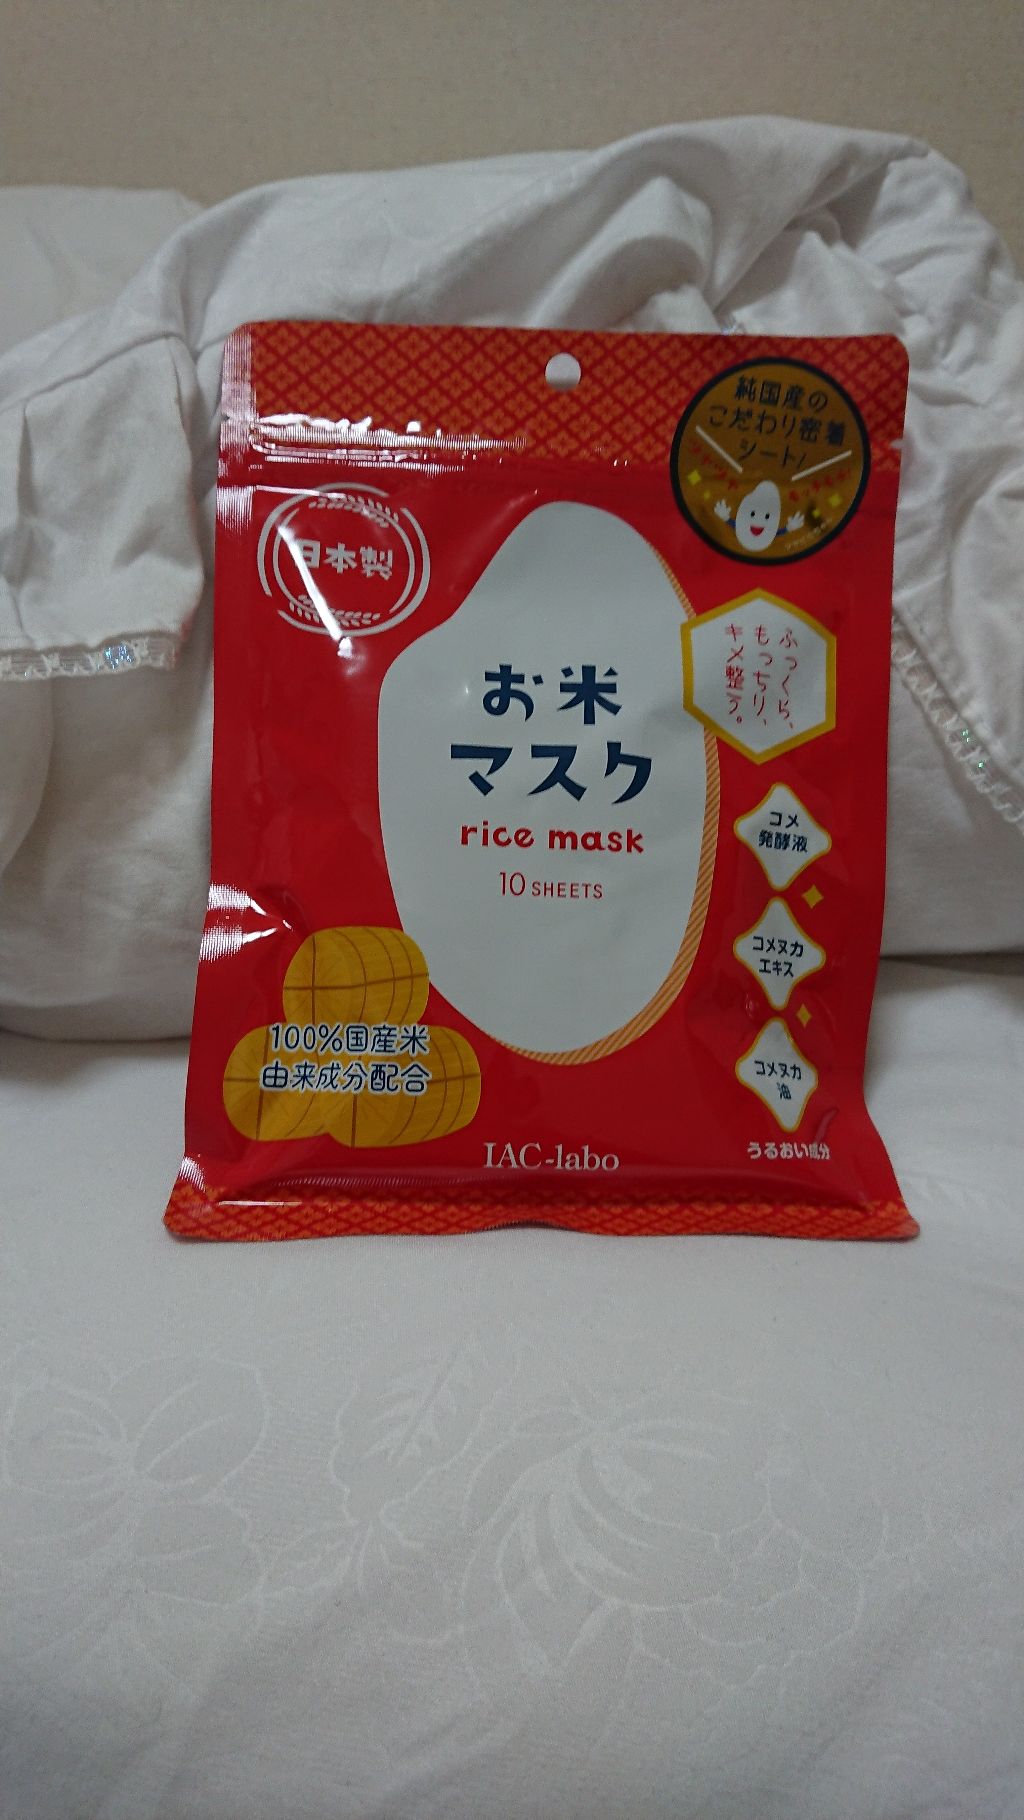 純国産の
こだわり密着
シート!
日本製
ふっくら、
もっちり、
キメ整う。
お米
マスク
rice mask
10 SHEETS
コメ
発酵液
コメヌカ
エキス
コメヌカ
油
うるおい成分
100%国産米
由来成分配合
IAC-labo